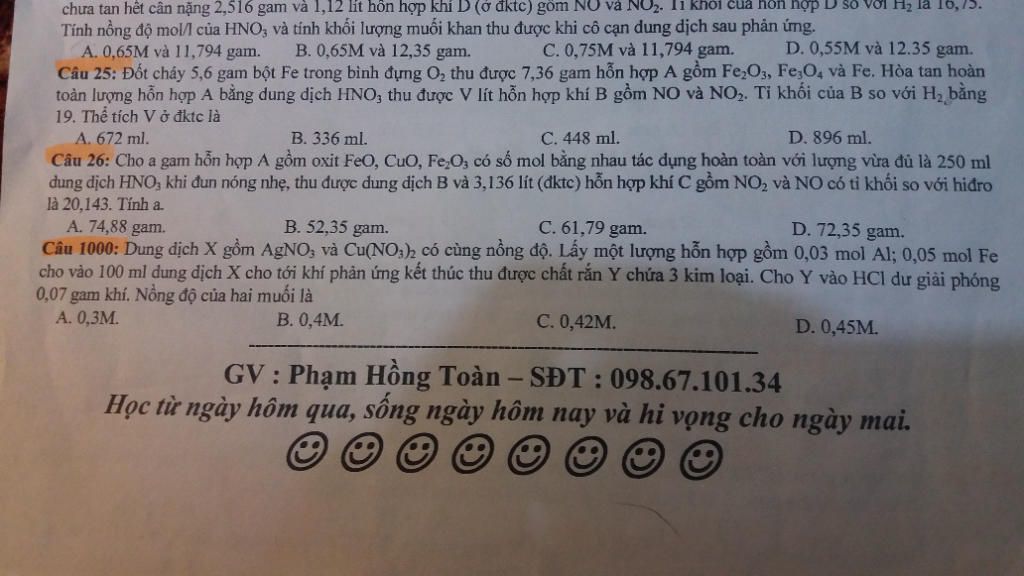 chưa tan hết cân nặng 2,516 gam và 1,12 lít hỗn hợp khí D (ở đktc) gồm NO và NO₂. Tỉ khối của hỗn hợp D so với H₂ là 16,75.
Tính nồng độ mol/l của HNO₃ và tính khối lượng muối khan thu được khi cô cạn dung dịch sau phản ứng.
A. 0,65M và 11,794 gam. B. 0,65M và 12,35 gam. C. 0,75M và 11,794 gam. D. 0,55M và 12.35 gam.
Câu 25: Đốt cháy 5,6 gam bột Fe trong bình đựng O₂ thu được 7,36 gam hỗn hợp A gồm Fe₂O₃, Fe₃O₄ và Fe. Hòa tan hoàn
toàn lượng hỗn hợp A bằng dung dịch HNO₃ thu được V lít hỗn hợp khí B gồm NO và NO₂. Tỉ khối của B so với H₂ bằng
19. Thể tích V ở đktc là
A. 672 ml. B. 336 ml. C. 448 ml. D. 896 ml.
Câu 26: Cho a gam hỗn hợp A gồm oxit FeO, CuO, Fe₂O₃ có số mol bằng nhau tác dụng hoàn toàn với lượng vừa đủ là 250 ml
dung dịch HNO₃ khi đun nóng nhẹ, thu được dung dịch B và 3,136 lít (đktc) hỗn hợp khí C gồm NO₂ và NO có tỉ khối so với hiđro
là 20,143. Tính a.
A. 74,88 gam. B. 52,35 gam. C. 61,79 gam. D. 72,35 gam.
Câu 1000: Dung dịch X gồm AgNO₃ và Cu(NO₃)₂ có cùng nồng độ. Lấy một lượng hỗn hợp gồm 0,03 mol Al; 0,05 mol Fe
cho vào 100 ml dung dịch X cho tới khí phản ứng kết thúc thu được chất rắn Y chứa 3 kim loại. Cho Y vào HCl dư giải phóng
0,07 gam khí. Nồng độ của hai muối là
A. 0,3M. B. 0,4M. C. 0,42M. D. 0,45M.
GV : Phạm Hồng Toàn – SĐT : 098.67.101.34
Học từ ngày hôm qua, sống ngày hôm nay và hi vọng cho ngày mai.